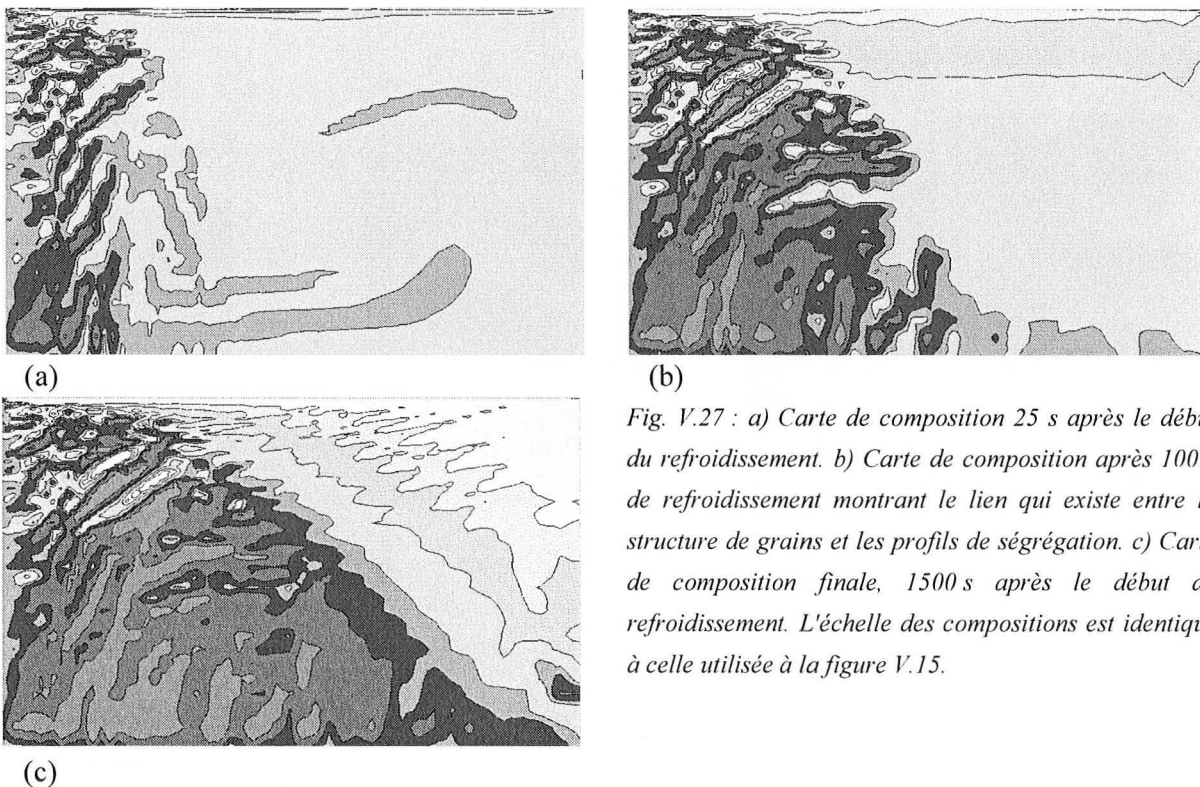 (a)
(b)
(c)
Fig. V.27 : a) Carte de composition 25 s après le
du refroidissement. b) Carte de composition après 100
de refroidissement montrant le lien qui existe entre
structure de grains et les profils de ségrégation. c)
de composition finale, 1500 s après le début
refroidissement. L'échelle des compositions est
à celle utilisée à la figure V.15.